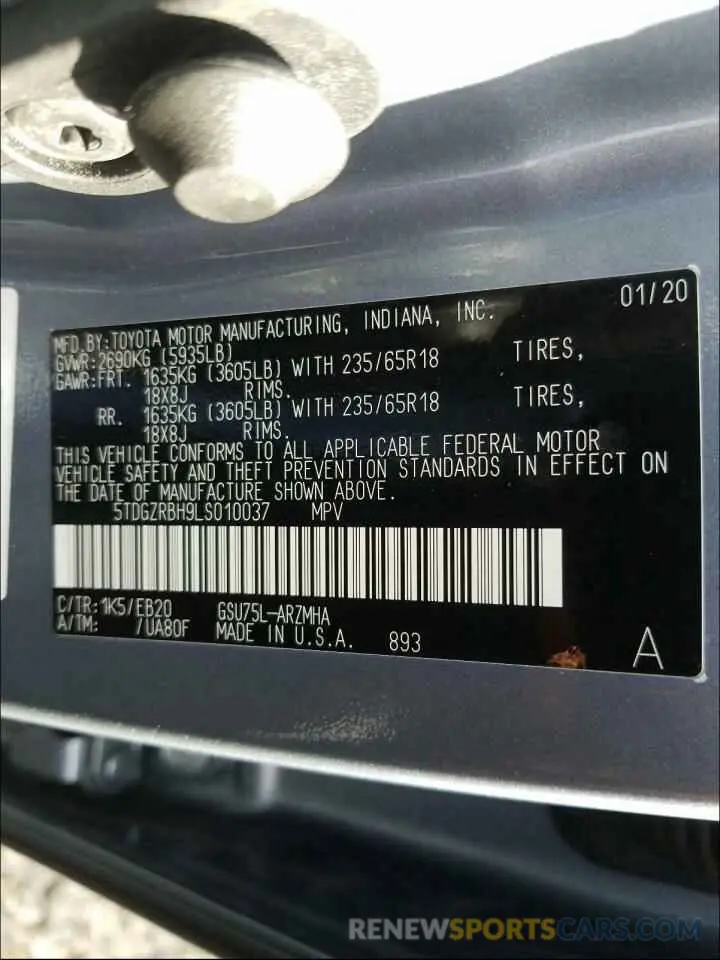 01/20
MFD.BY:TOYOTA MOTOR MANUFACTURING, INDIANA, INC.
GVWR:2690KG (5935LB)
GAWR:FRT. 1635KG (3605LB) WITH 235/65R18 TIRES,
18X8J RIMS.
RR. 1635KG (3605LB) WITH 235/65R18 TIRES,
18X8J RIMS.
THIS VEHICLE CONFORMS TO ALL APPLICABLE FEDERAL MOTOR
VEHICLE SAFETY AND THEFT PREVENTION STANDARDS IN EFFECT ON
THE DATE OF MANUFACTURE SHOWN ABOVE.
5TDGZRBH9LS010037 MPV
C/TR:1K5/EB20 GSU75L-ARZMHA
A/TM: /UA80F MADE IN U.S.A. 893
A
RENEWSPORTSCARS.COM